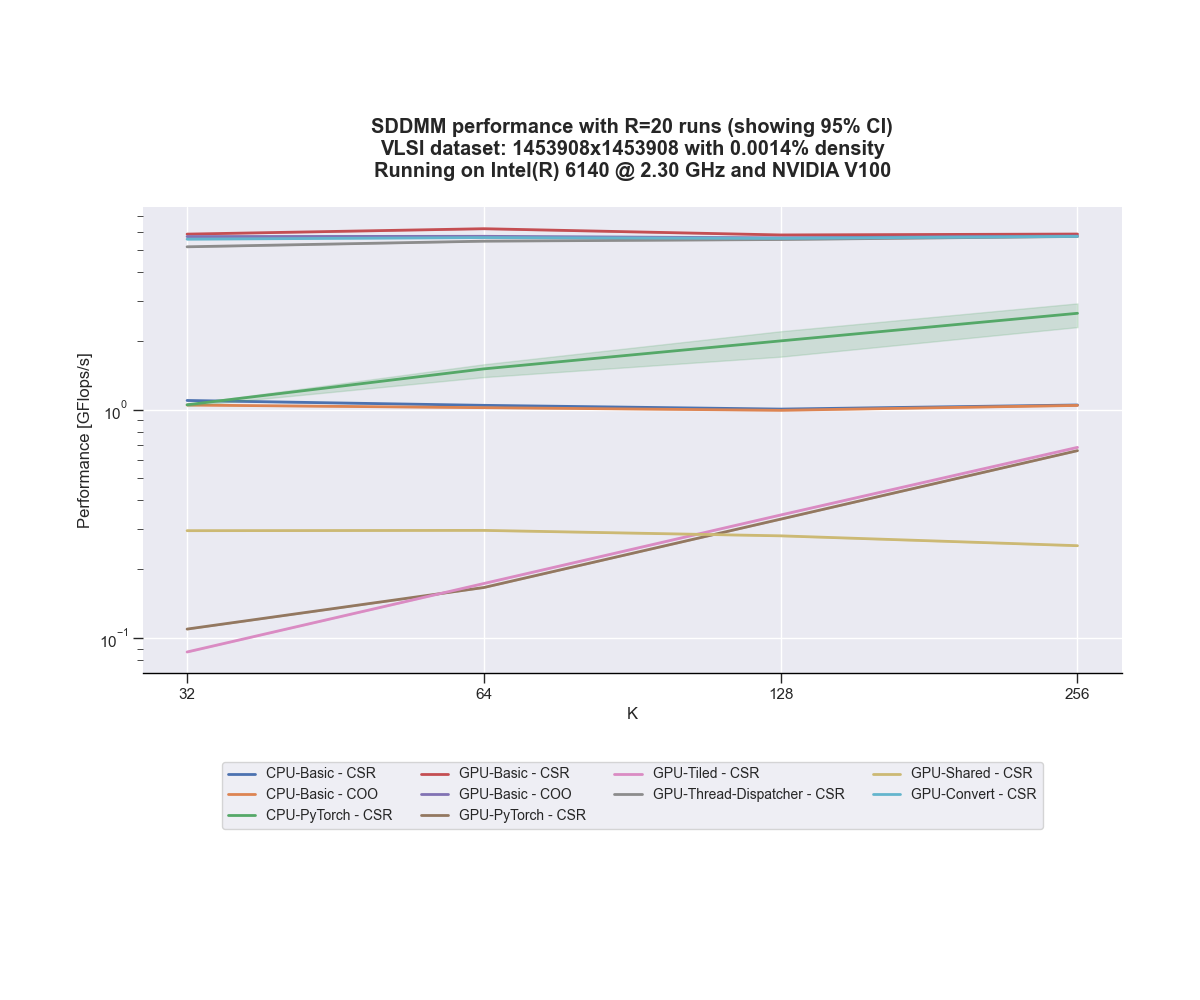 SDDMM performance with R=20 runs (showing 95% CI)
VLSI dataset: 1453908x1453908 with 0.0014% density
Running on Intel(R) 6140 @ 2.30 GHz and NVIDIA V100
Performance [GFlops/s]
10⁰
10⁻¹
32 64 128 256
K
CPU-Basic - CSR GPU-Basic - CSR GPU-Tiled - CSR GPU-Shared - CSR
CPU-Basic - COO GPU-Basic - COO GPU-Thread-Dispatcher - CSR GPU-Convert - CSR
CPU-PyTorch - CSR GPU-PyTorch - CSR